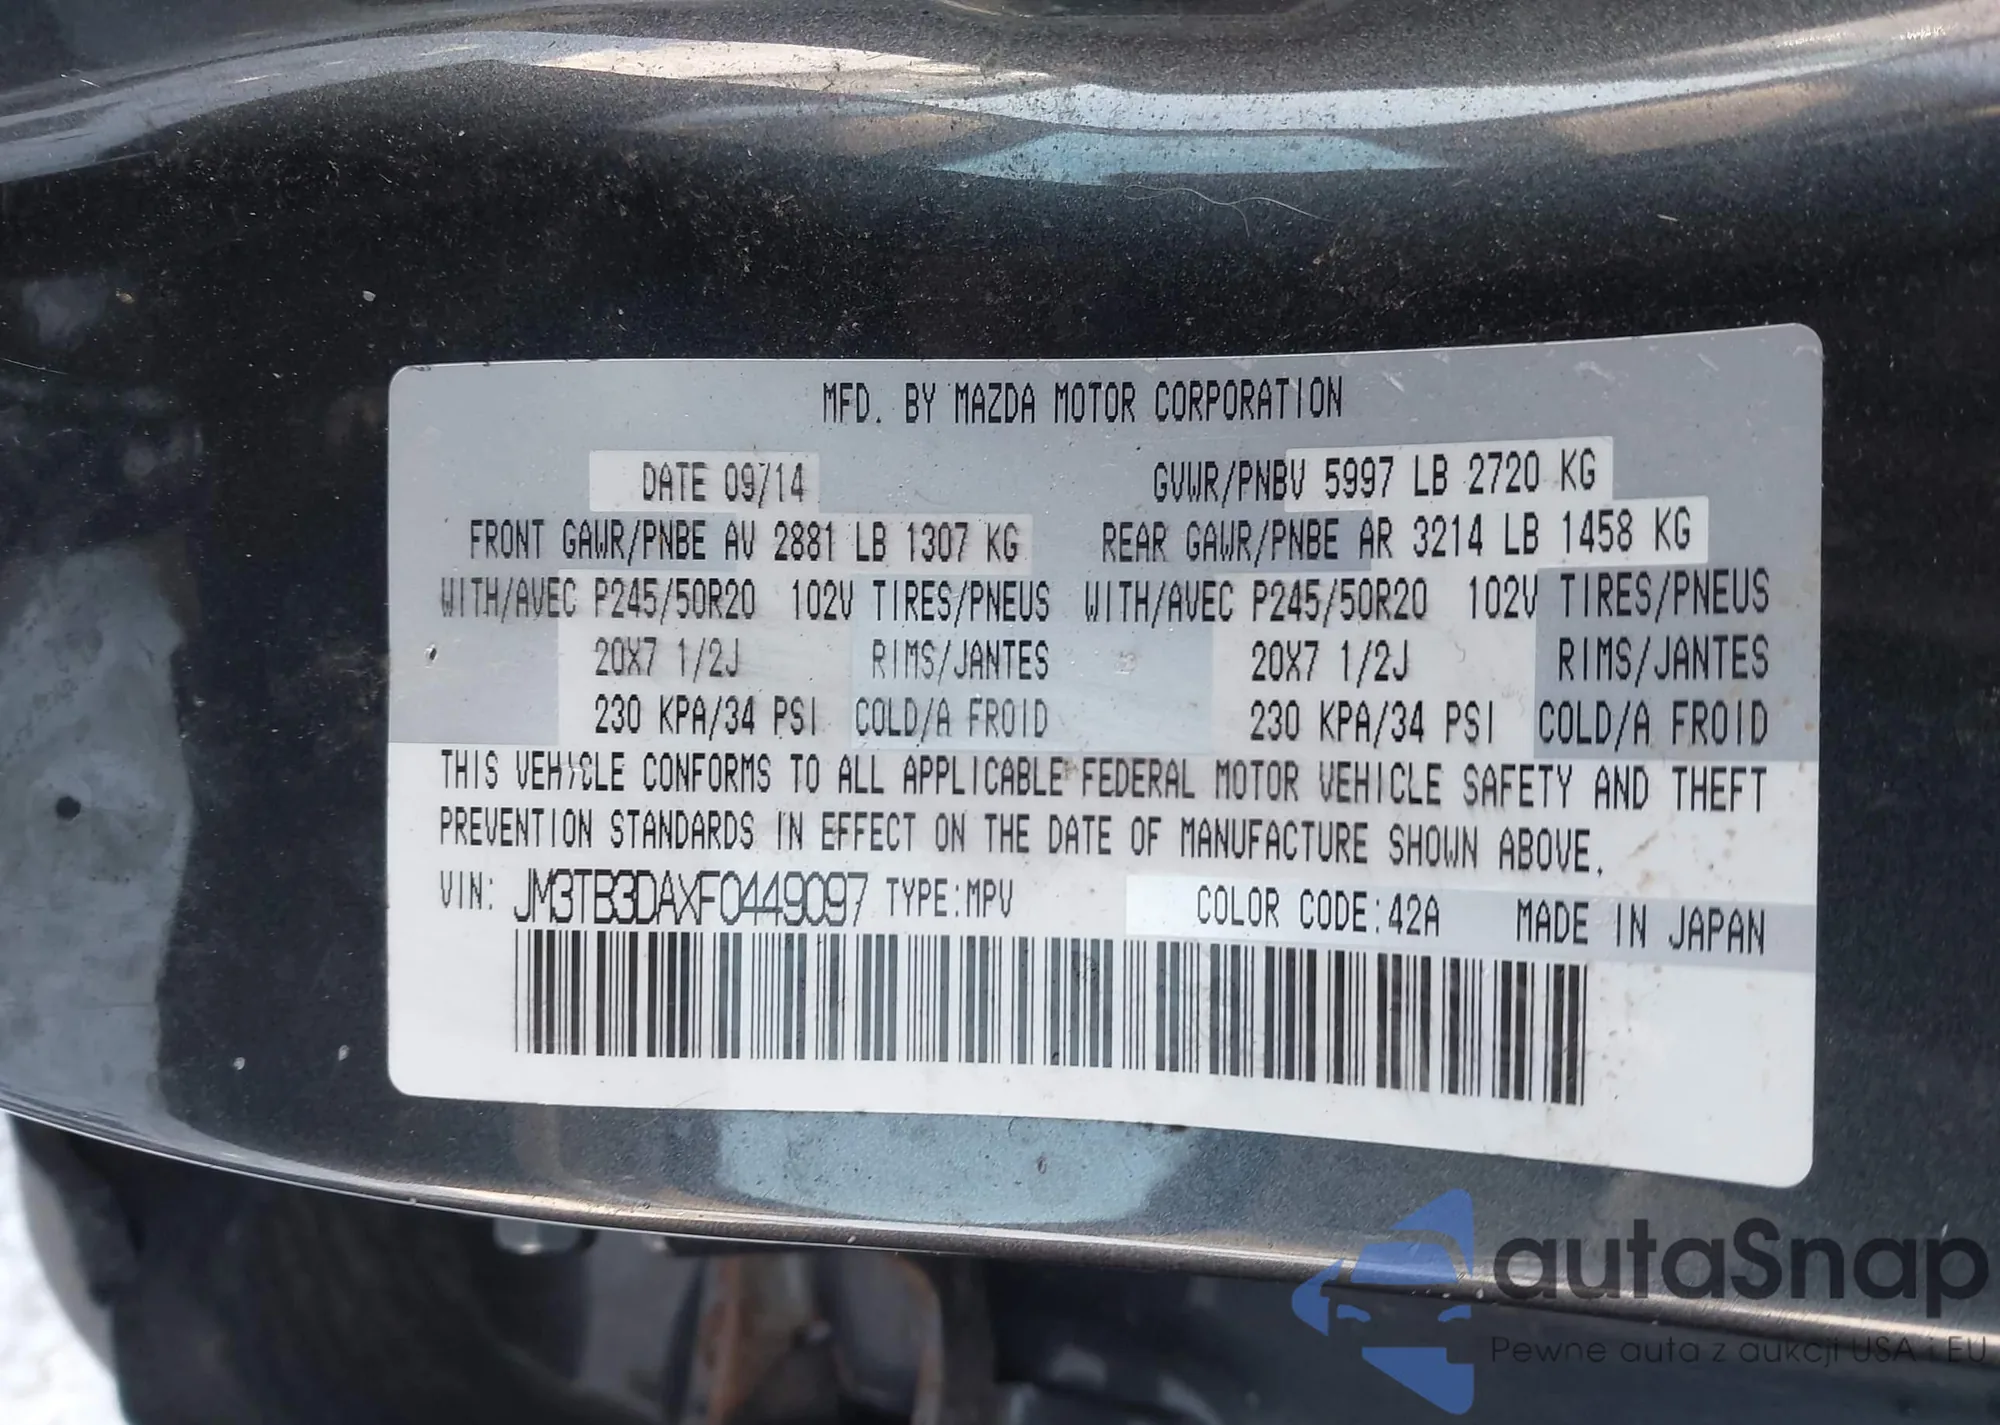 MFD. BY MAZDA MOTOR CORPORATION
DATE 09/14 GVWR/PNBV 5997 LB 2720 KG
FRONT GAWR/PNBE AV 2881 LB 1307 KG REAR GAWR/PNBE AR 3214 LB 1458 KG
WITH/AVEC P245/50R20 102V TIRES/PNEUS WITH/AVEC P245/50R20 102V TIRES/PNEUS
20X7 1/2J RIMS/JANTES 20X7 1/2J RIMS/JANTES
230 KPA/34 PSI COLD/A FROID 230 KPA/34 PSI COLD/A FROID
THIS VEHICLE CONFORMS TO ALL APPLICABLE FEDERAL MOTOR VEHICLE SAFETY AND THEFT
PREVENTION STANDARDS IN EFFECT ON THE DATE OF MANUFACTURE SHOWN ABOVE.
VIN: JM3TB3DAXF0449097 TYPE:MPV COLOR CODE:42A MADE IN JAPAN
autaSnap
Pewne auta z aukcji USA i EU